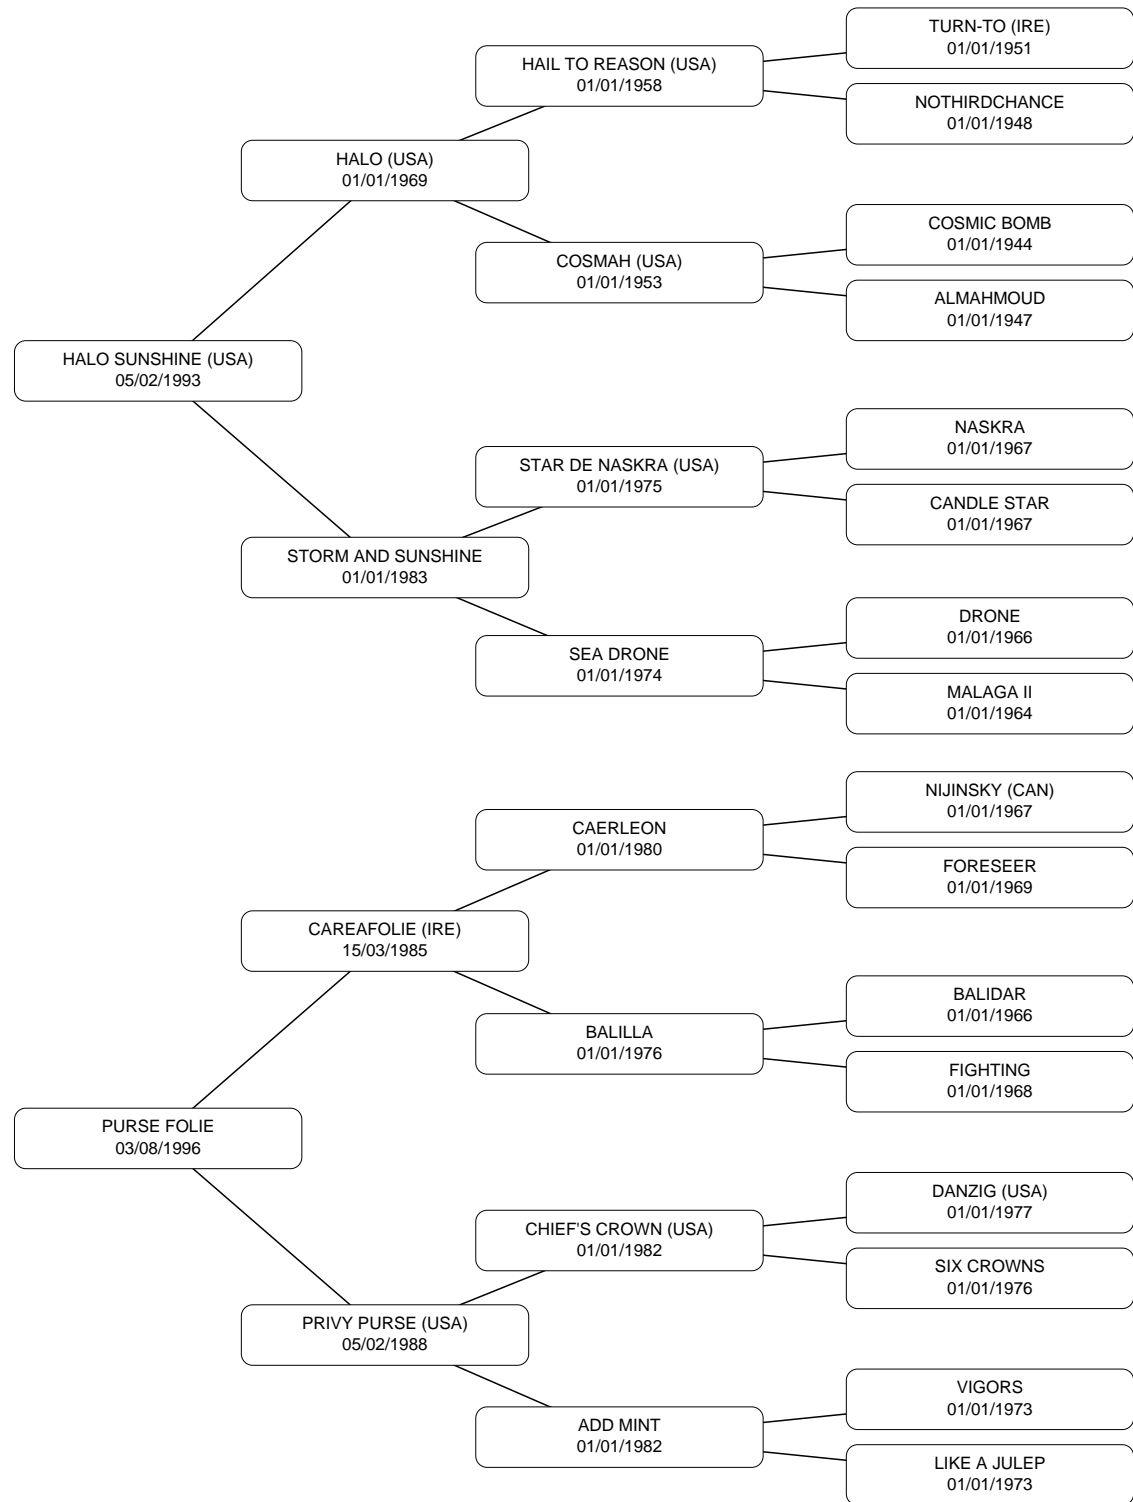 TURN-TO (IRE)
01/01/1951
HAIL TO REASON (USA)
01/01/1958
NOTHIRDCHANCE
01/01/1948
HALO (USA)
01/01/1969
COSMIC BOMB
01/01/1944
COSMAH (USA)
01/01/1953
ALMAHMOUD
01/01/1947
HALO SUNSHINE (USA)
05/02/1993
NASKRA
01/01/1967
STAR DE NASKRA (USA)
01/01/1975
CANDLE STAR
01/01/1967
STORM AND SUNSHINE
01/01/1983
DRONE
01/01/1966
SEA DRONE
01/01/1974
MALAGA II
01/01/1964
NIJINSKY (CAN)
01/01/1967
CAERLEON
01/01/1980
FORESEER
01/01/1969
CAREAFOLIE (IRE)
15/03/1985
BALIDAR
01/01/1966
BALILLA
01/01/1976
FIGHTING
01/01/1968
PURSE FOLIE
03/08/1996
DANZIG (USA)
01/01/1977
CHIEF'S CROWN (USA)
01/01/1982
SIX CROWNS
01/01/1976
PRIVY PURSE (USA)
05/02/1988
VIGORS
01/01/1973
ADD MINT
01/01/1982
LIKE A JULEP
01/01/1973